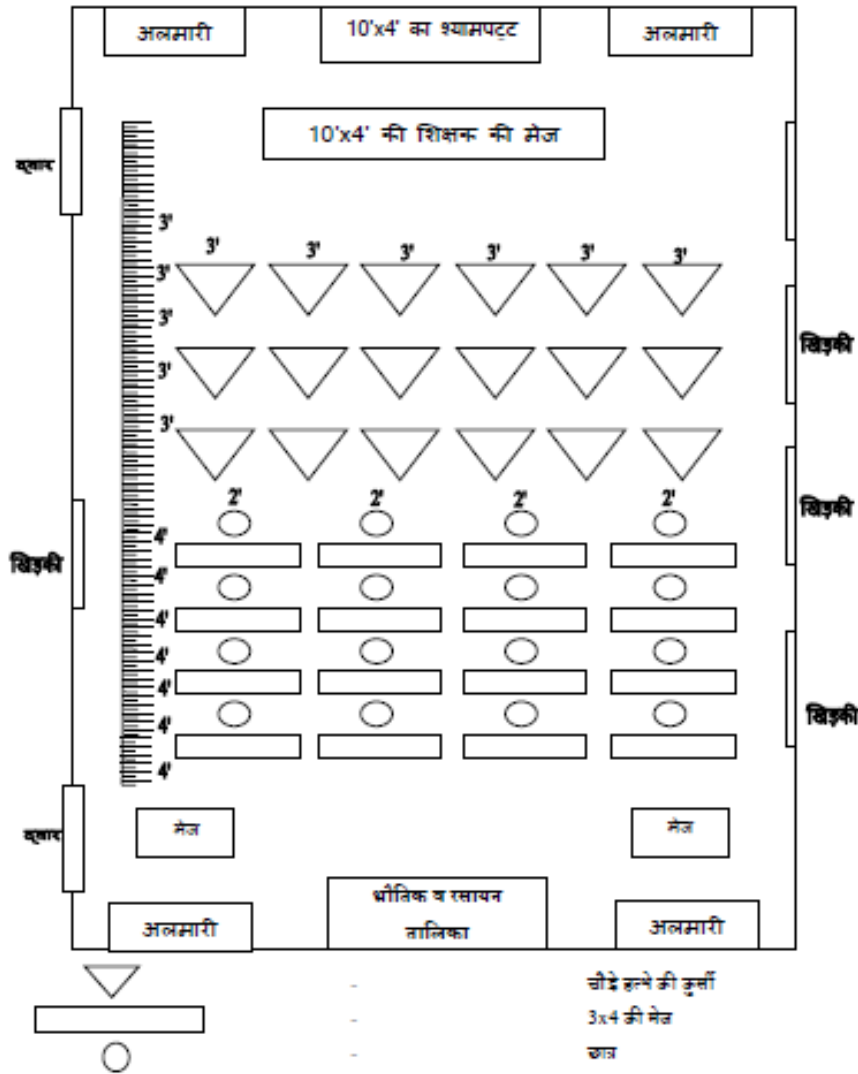 अलमारी
10'x4' का श्यामपट्ट
अलमारी
10'x4' की शिक्षक की मेज
द्वार
3'
3'
3'
3'
3'
3'
3'
3'
3'
3'
3'
खिड़की
2'
2'
2'
2'
खिड़की
खिड़की
4'
4'
4'
4'
4'
4'
4'
खिड़की
द्वार
मेज
मेज
भौतिक व रसायन
तालिका
अलमारी
अलमारी
- चौड़े हत्थे की कुर्सी
3x4 की मेज
- छात्र